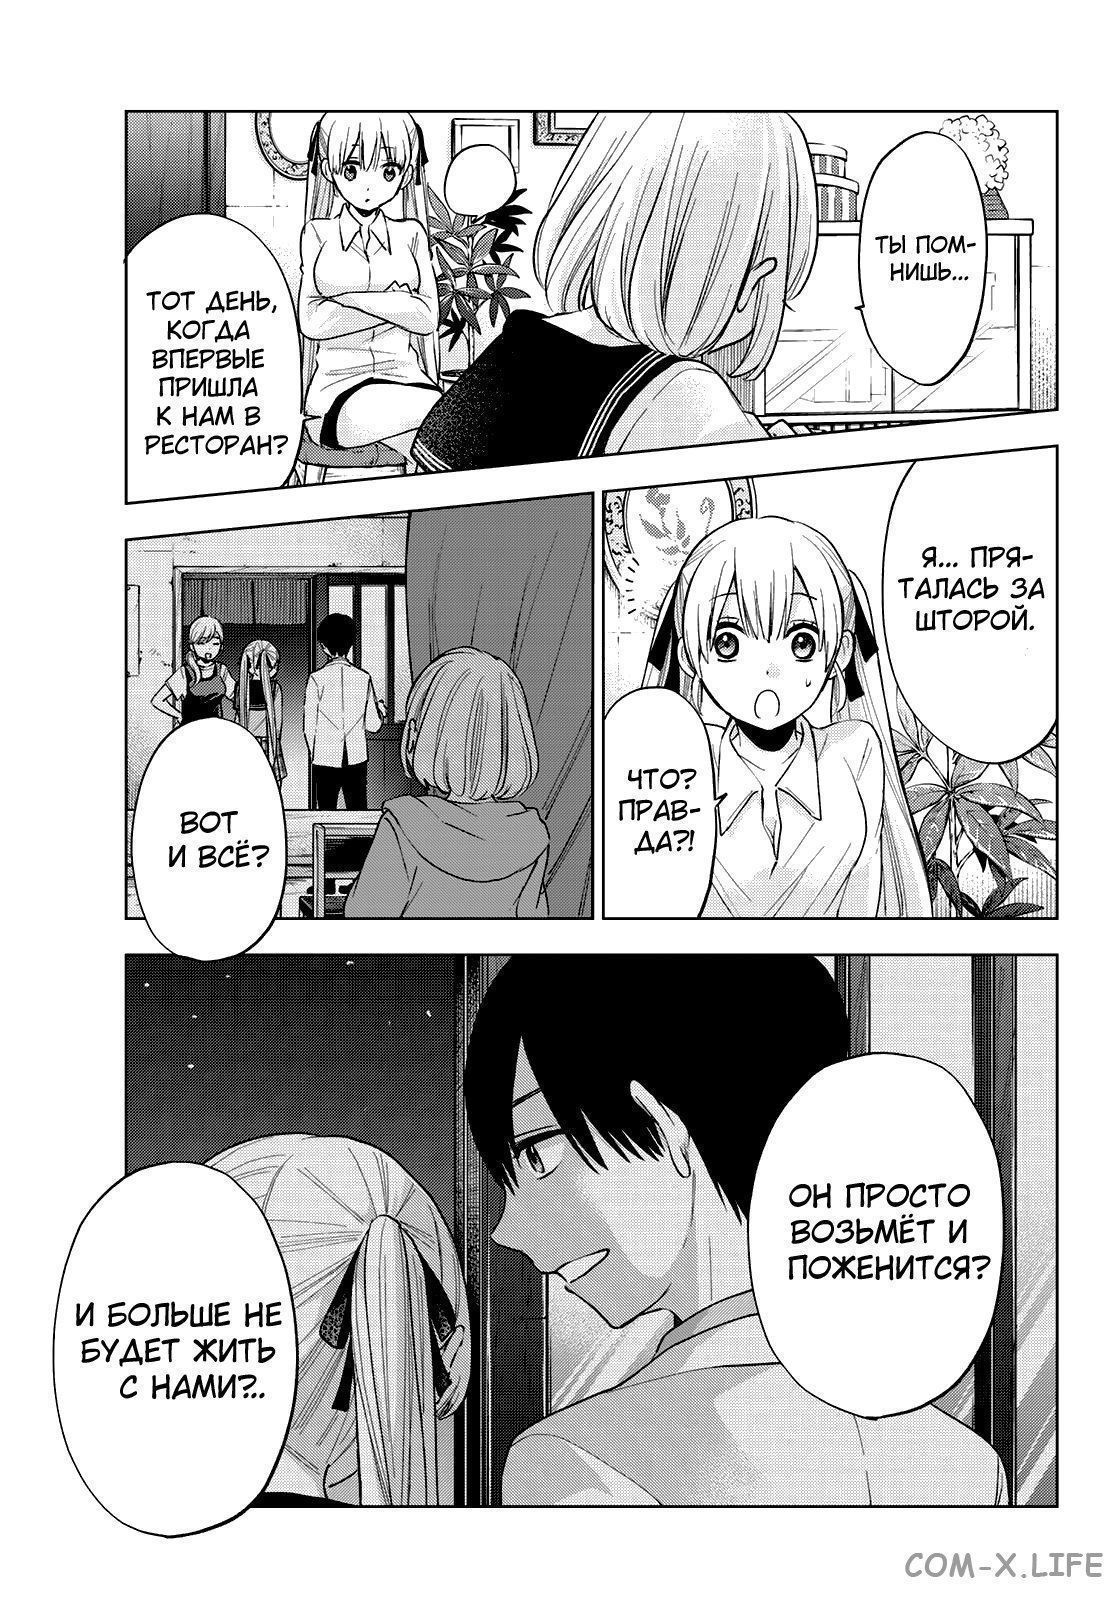 ТЫ ПОМ-
НИШЬ...
ТОТ ДЕНЬ,
КОГДА
ВПЕРВЫЕ
ПРИШЛА
К НАМ В
РЕСТОРАН?
Я... ПРЯ-
ТАЛАСЬ ЗА
ШТОРОЙ.
ЧТО?
ПРАВ-
ДА?!
ВОТ
И ВСЁ?
ОН ПРОСТО
ВОЗЬМЁТ И
ПОЖЕНИТСЯ?
И БОЛЬШЕ НЕ
БУДЕТ ЖИТЬ
С НАМИ?..
COM-X.LIFE